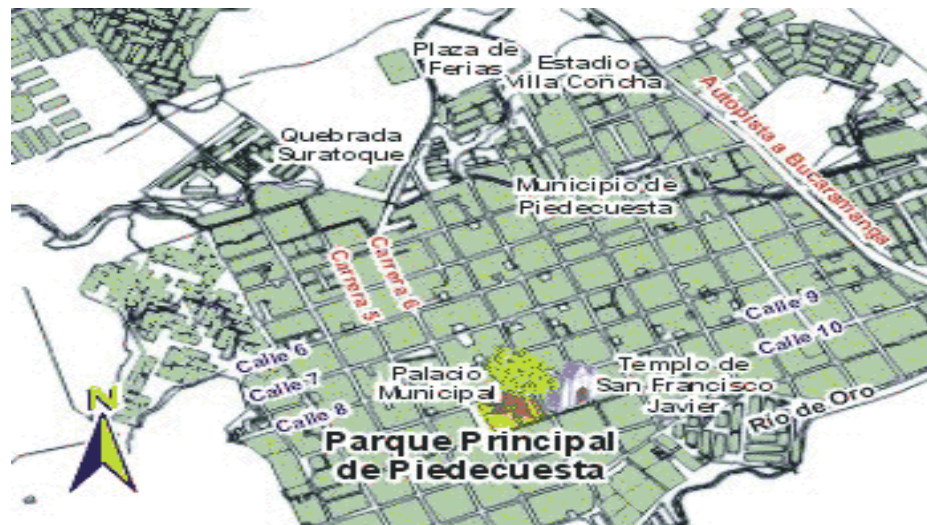 Plaza de
Ferias
Estadio
Villa Concha
Autopista a Bucaramanga
Quebrada
Suratoque
Municipio de
Piedecuesta
Carrera 5
Carrera 6
Calle 9
Calle 10
Calle 6
Calle 7
Calle 8
Palacio
Municipal
Templo de
San Francisco
Javier
Río de Oro
Parque Principal
de Piedecuesta
N